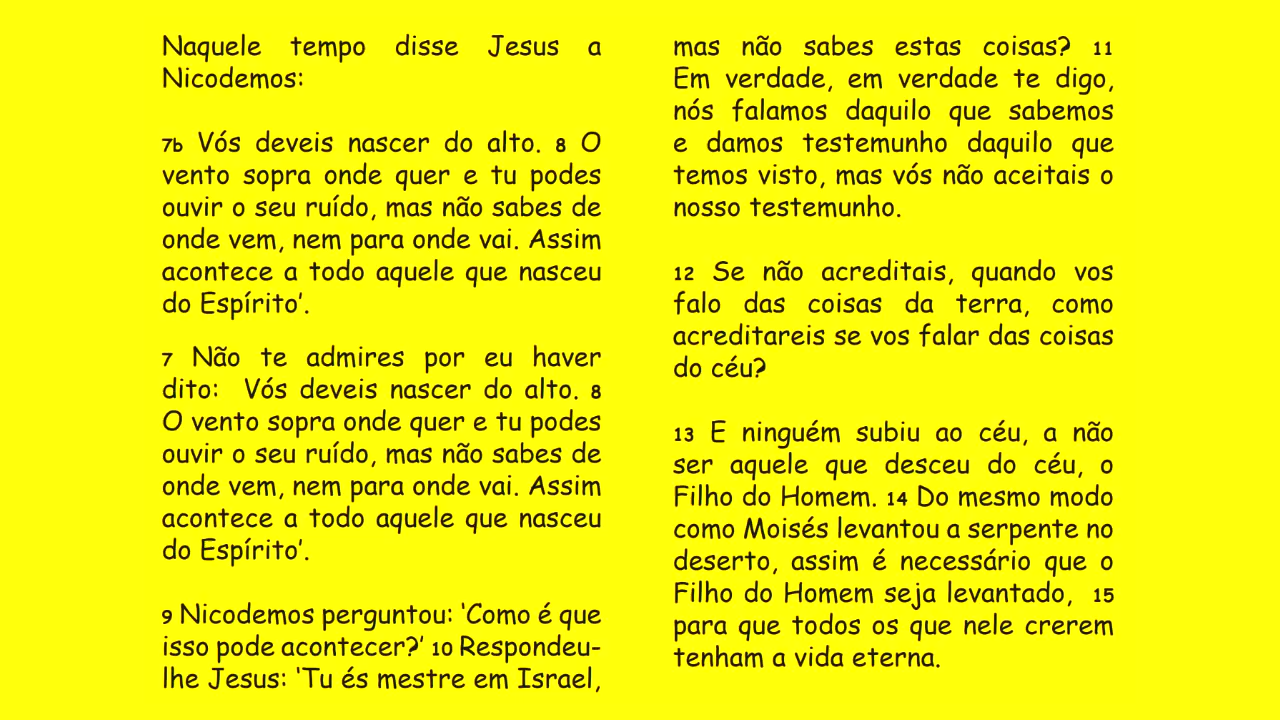 Naquele tempo disse Jesus a
Nicodemos:
7b Vós deveis nascer do alto. 8 O
vento sopra onde quer e tu podes
ouvir o seu ruído, mas não sabes de
onde vem, nem para onde vai. Assim
acontece a todo aquele que nasceu
do Espírito’.
7 Não te admires por eu haver
dito: Vós deveis nascer do alto. 8
O vento sopra onde quer e tu podes
ouvir o seu ruído, mas não sabes de
onde vem, nem para onde vai. Assim
acontece a todo aquele que nasceu
do Espírito’.
9 Nicodemos perguntou: ‘Como é que
isso pode acontecer?’ 10 Respondeu-
lhe Jesus: ‘Tu és mestre em Israel,
mas não sabes estas coisas? 11
Em verdade, em verdade te digo,
nós falamos daquilo que sabemos
e damos testemunho daquilo que
temos visto, mas vós não aceitais o
nosso testemunho.
12 Se não acreditais, quando vos
falo das coisas da terra, como
acreditareis se vos falar das coisas
do céu?
13 E ninguém subiu ao céu, a não
ser aquele que desceu do céu, o
Filho do Homem. 14 Do mesmo modo
como Moisés levantou a serpente no
deserto, assim é necessário que o
Filho do Homem seja levantado, 15
para que todos os que nele crerem
tenham a vida eterna.